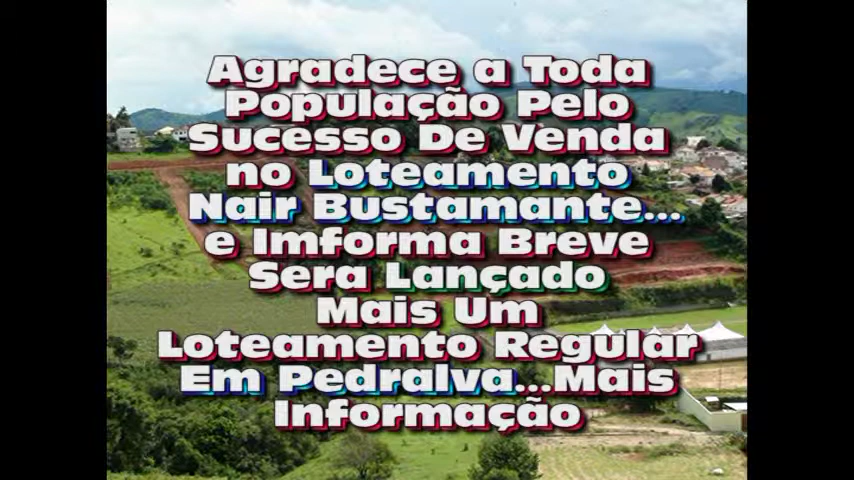 Agradece a Toda
População Pelo
Sucesso De Venda
no Loteamento
Nair Bustamante...
e Imforma Breve
Sera Lançado
Mais Um
Loteamento Regular
Em Pedralva...Mais
Informação